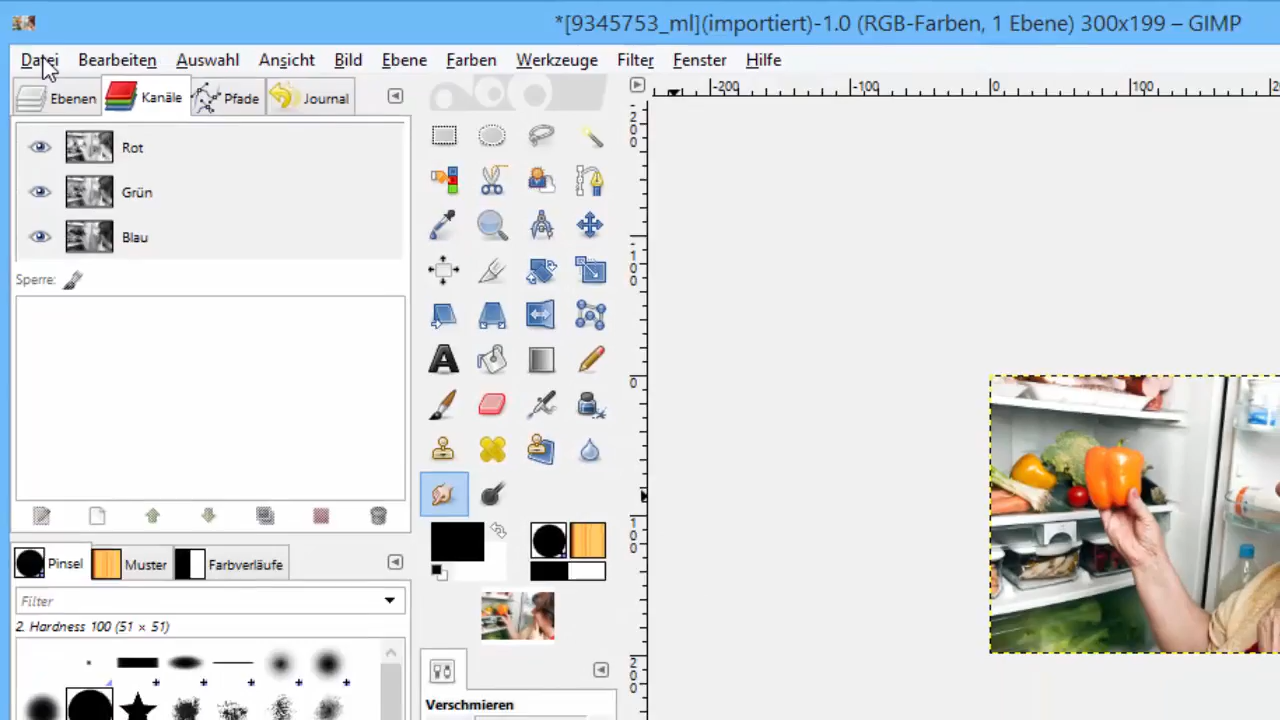 *[9345753_ml](importiert)-1.0 (RGB-Farben, 1 Ebene) 300x199 – GIMP
Datei Bearbeiten Auswahl Ansicht Bild Ebene Farben Werkzeuge Filter Fenster Hilfe
Ebenen Kanäle Pfade Journal
-200 -100 0 100
Rot
Grün
Blau
Sperre:
Pinsel Muster Farbverläufe
Filter
2. Hardness 100 (51 × 51)
Verschmieren